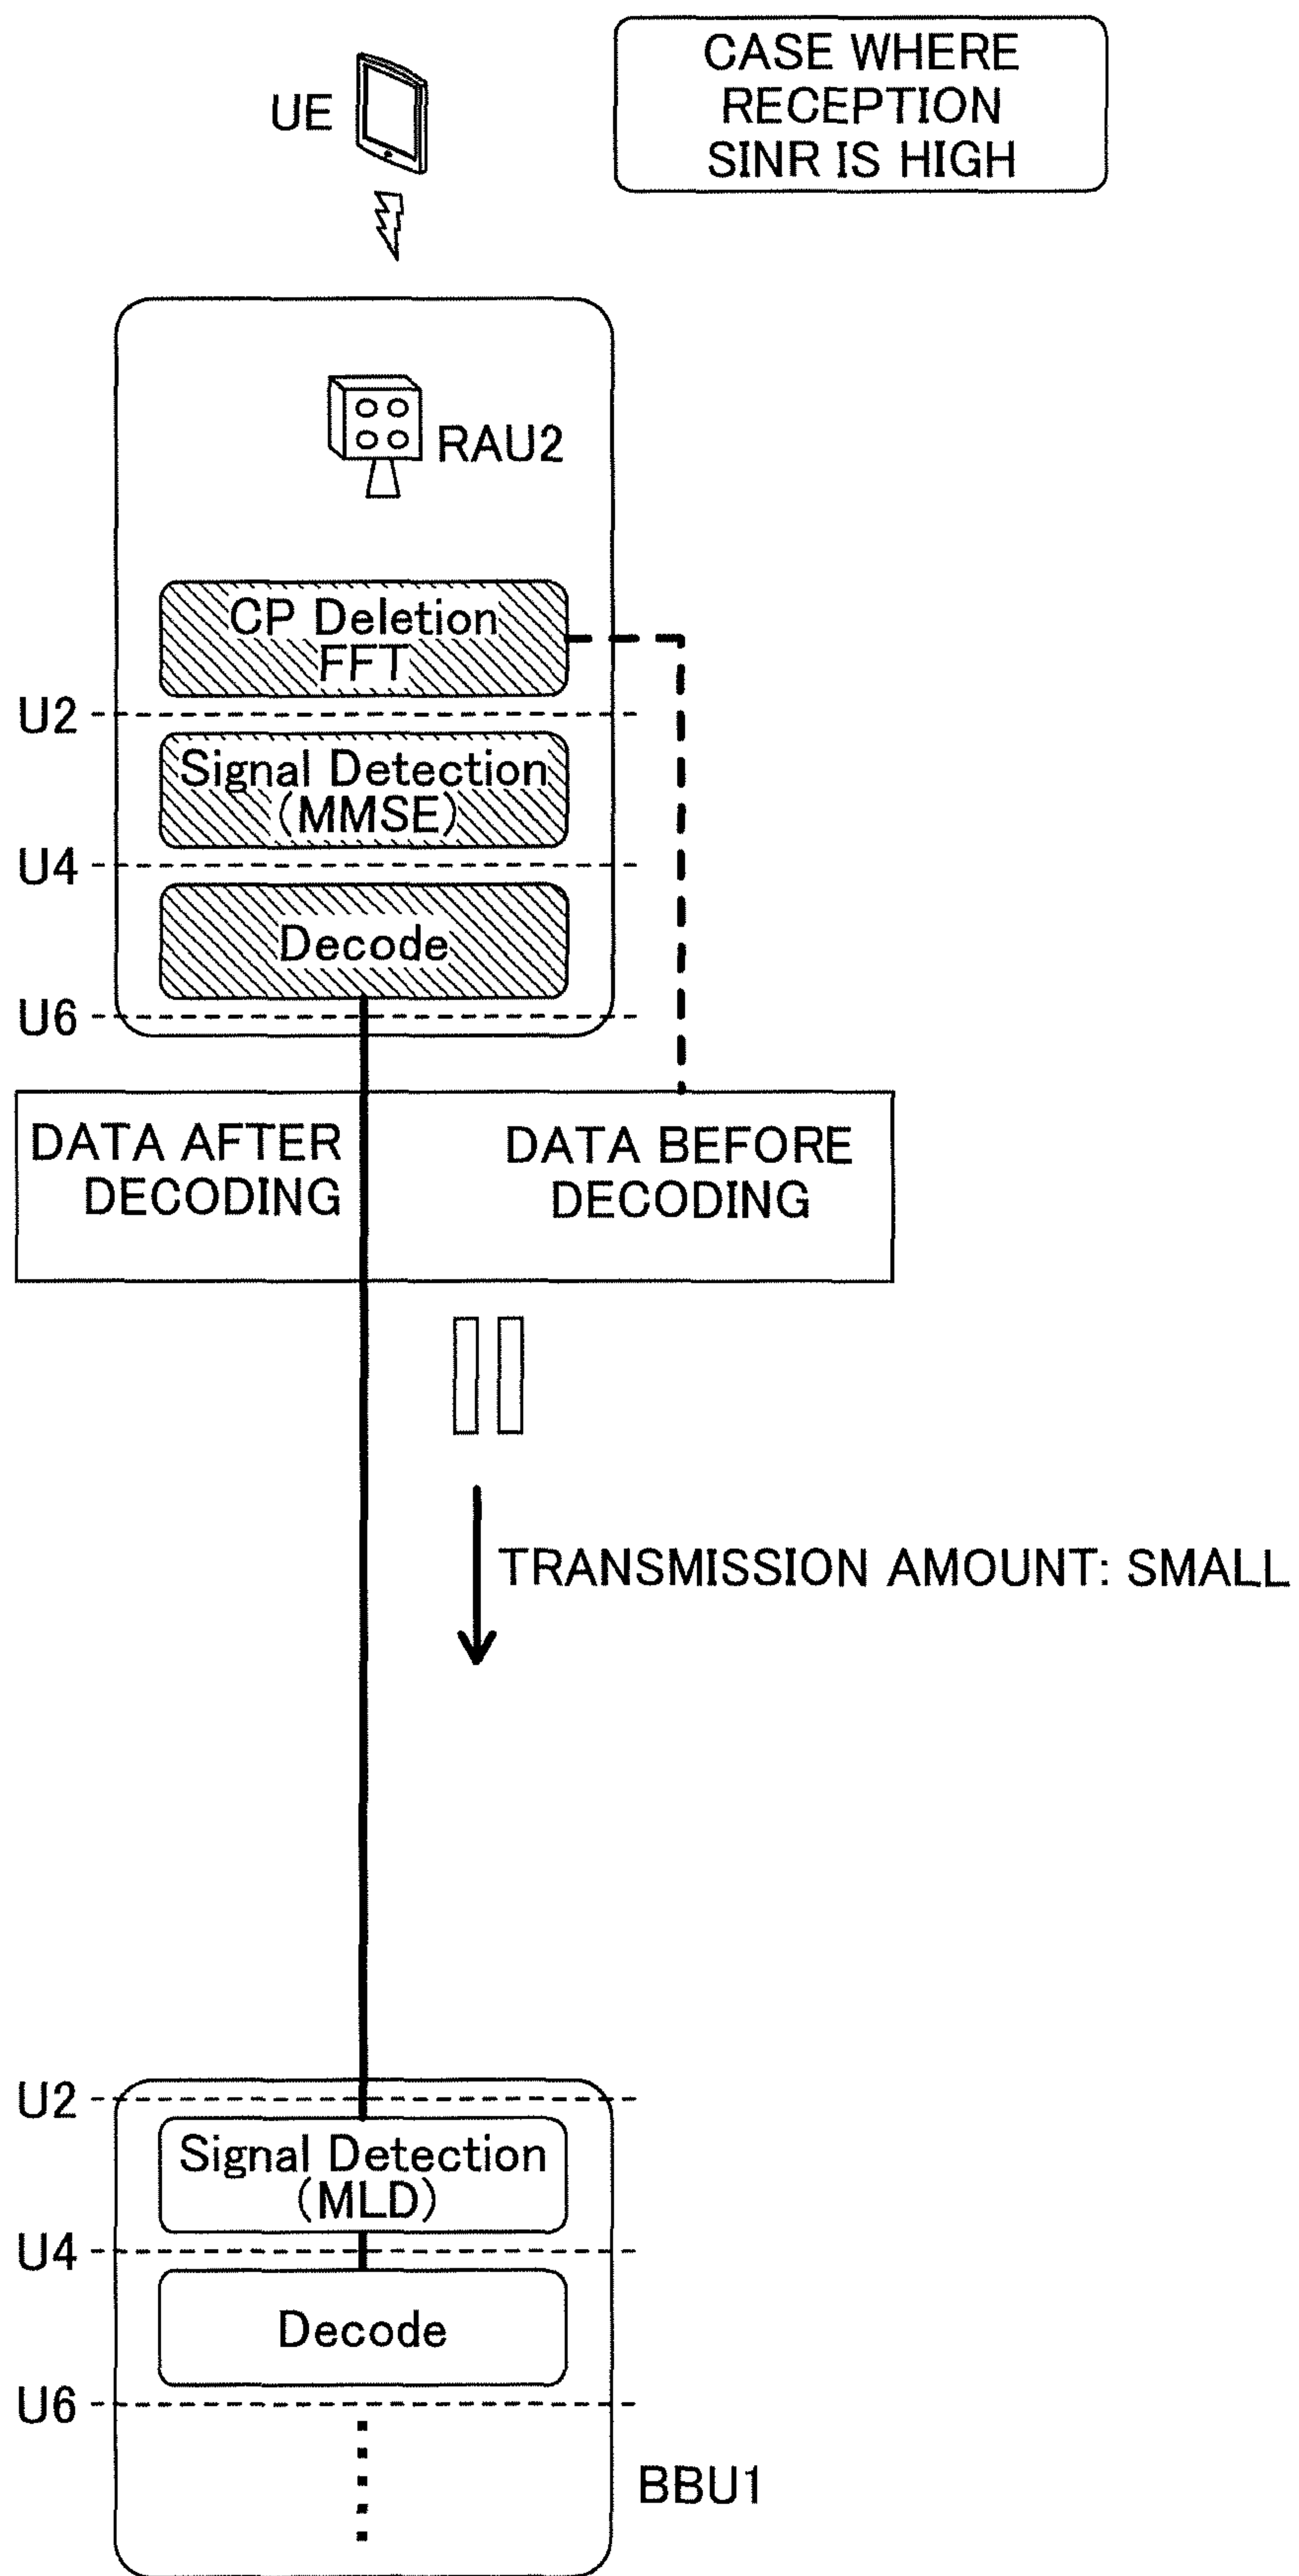 CASE WHERE
RECEPTION
SINR IS HIGH
UE
RAU2
CP Deletion
FFT
U2
Signal Detection
(MMSE)
U4
Decode
U6
DATA AFTER
DECODING
DATA BEFORE
DECODING
TRANSMISSION AMOUNT: SMALL
U2
Signal Detection
(MLD)
U4
Decode
U6
BBU1